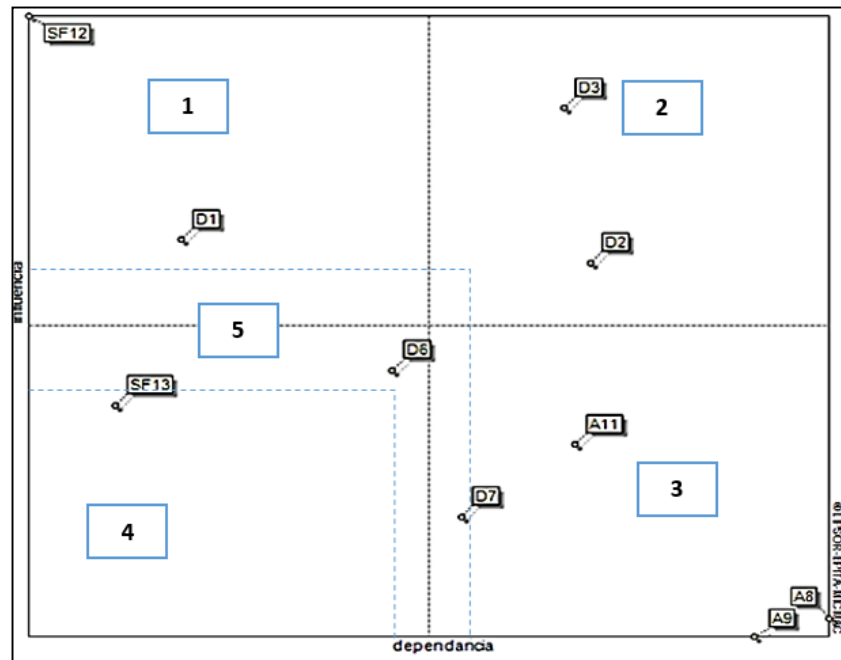 SF12
D3
1
2
D1
D2
influencia
5
D6
SF13
A11
3
D7
4
A8
A9
dependancia